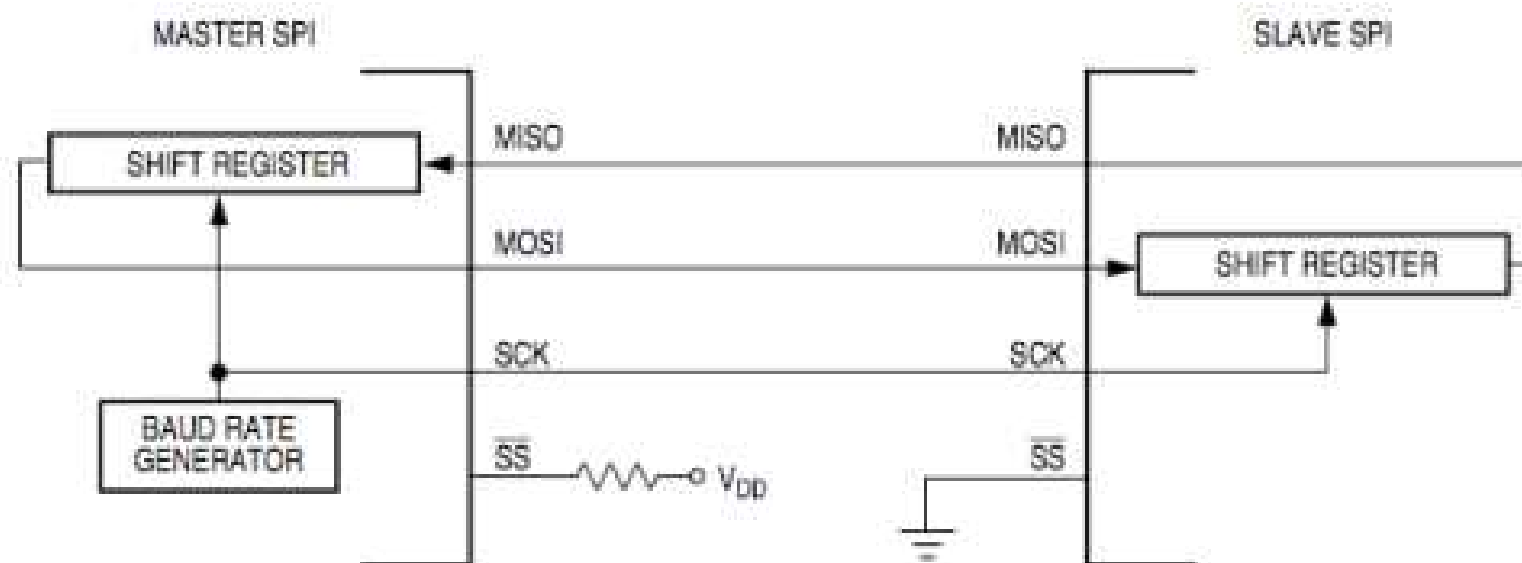 MASTER SPI
SLAVE SPI
MISO
MISO
SHIFT REGISTER
MOSI
MOSI
SHIFT REGISTER
SCK
SCK
BAUD RATE
GENERATOR
SS
VDD
SS